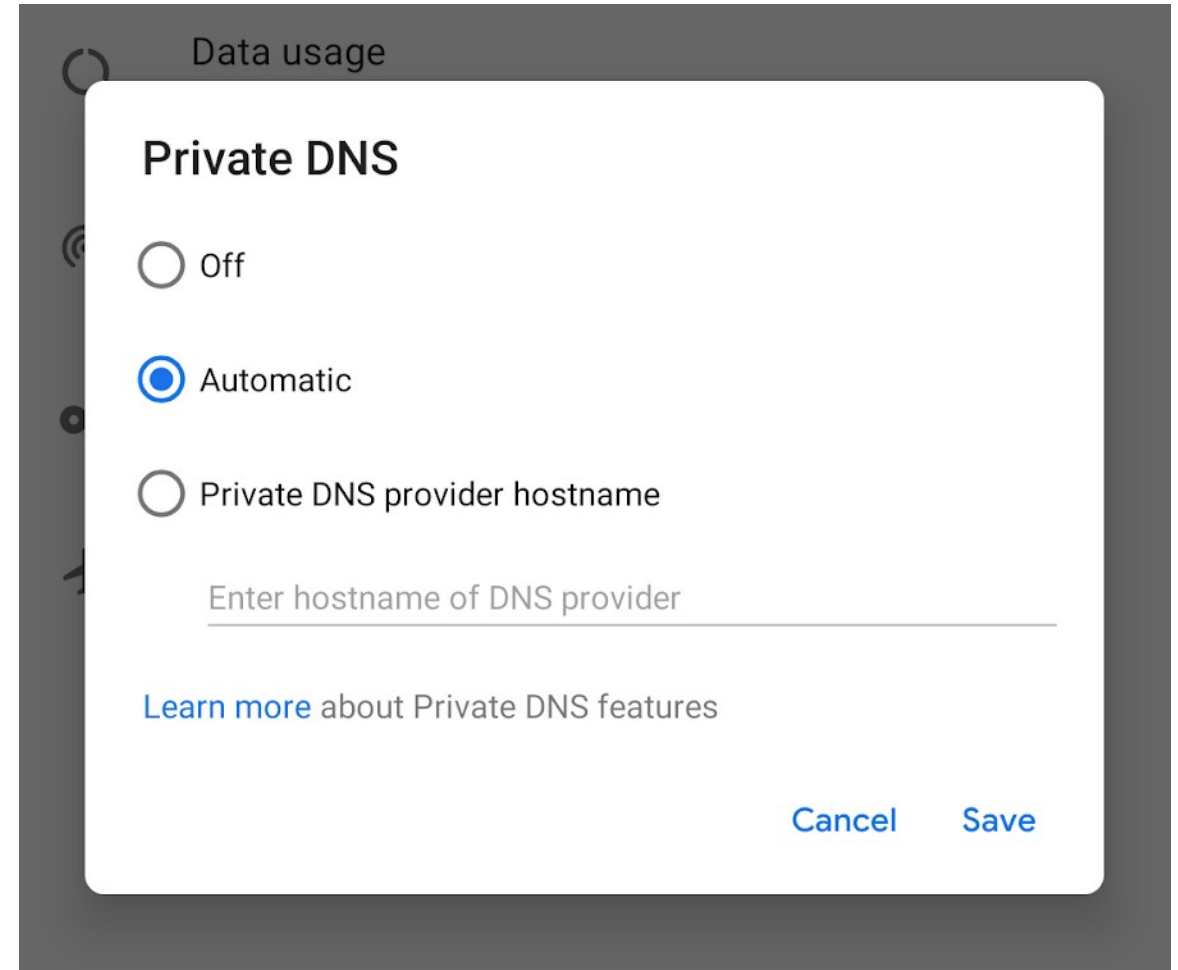 Data usage
Private DNS
Off
Automatic
Private DNS provider hostname
Enter hostname of DNS provider
Learn more about Private DNS features
Cancel Save